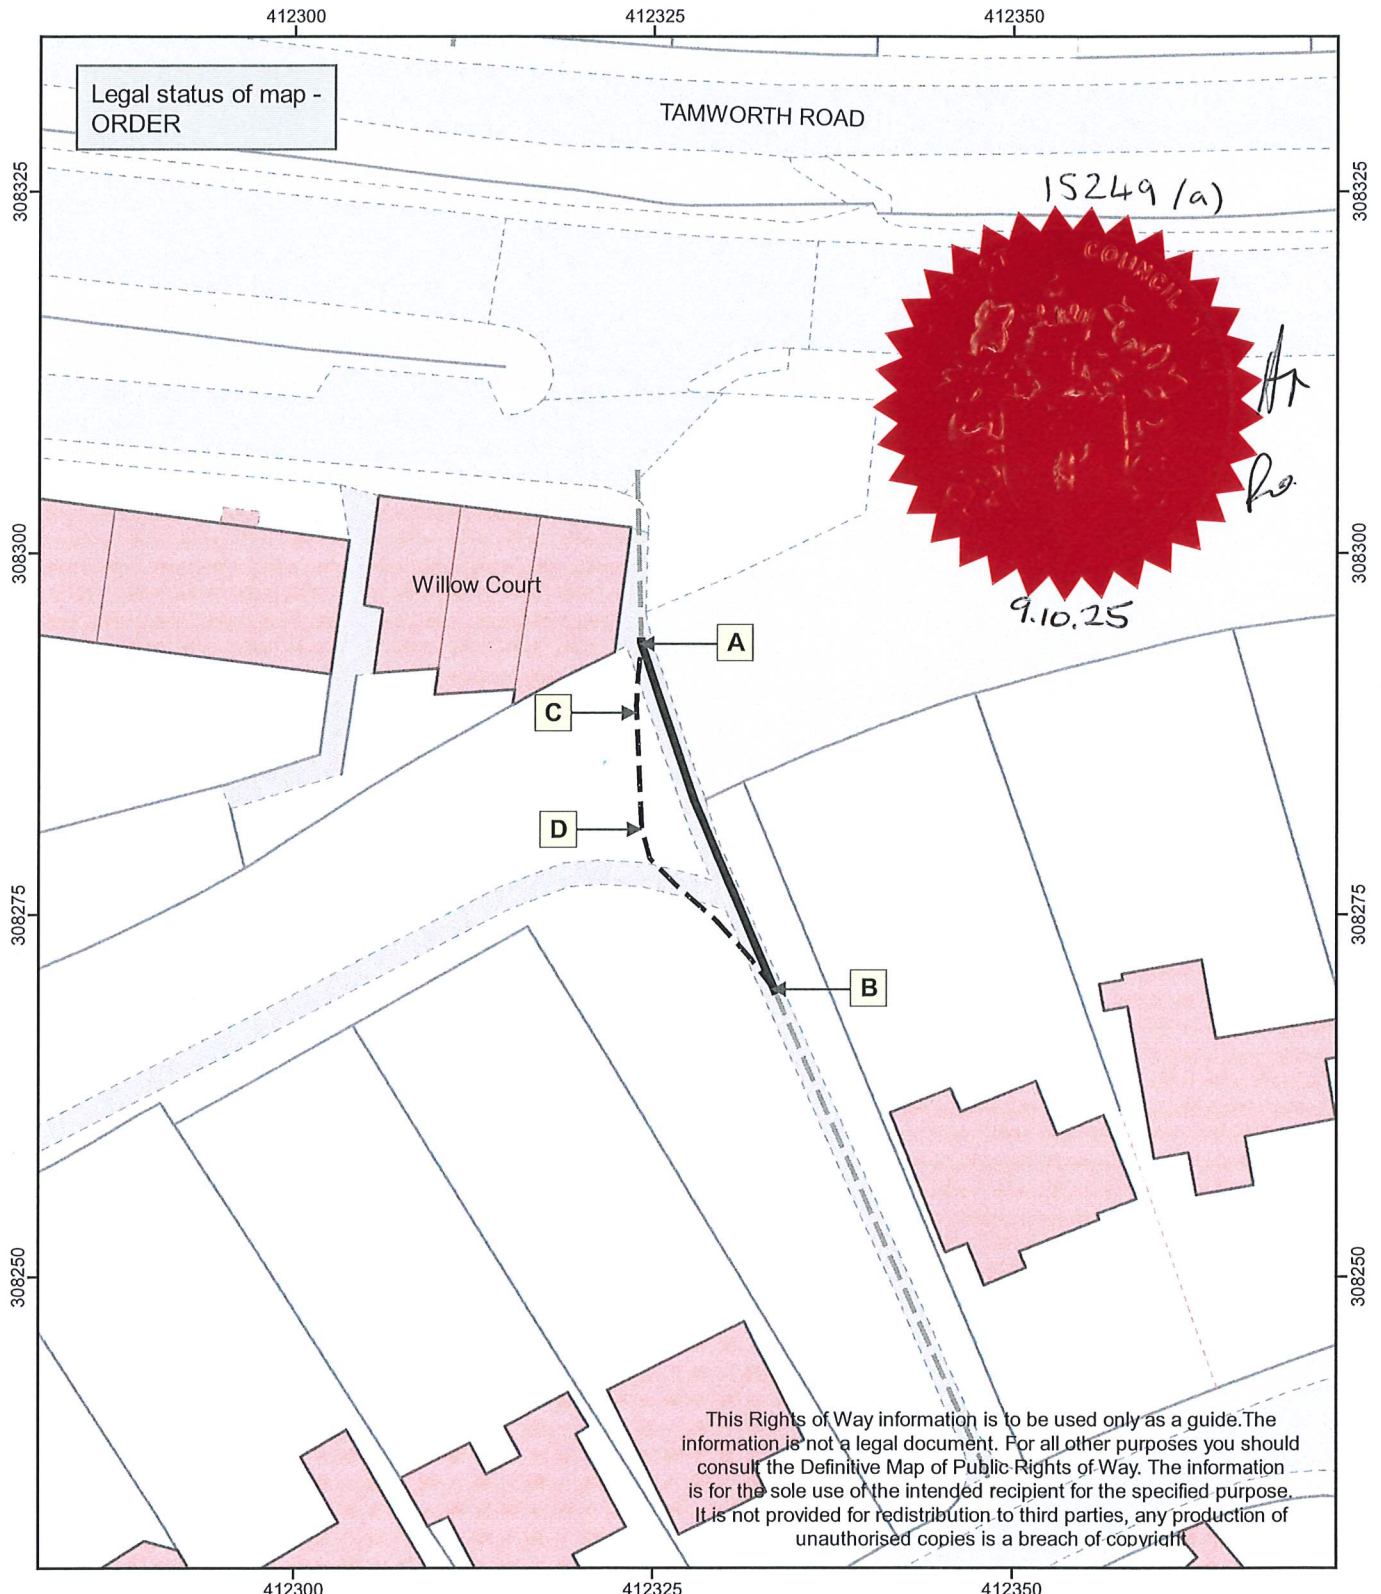 412300 412325 412350
Legal status of map -
ORDER
TAMWORTH ROAD
308325
308325
15249 /a)
COUNCIL
308300
308300
Willow Court
9.10.25
A
C
D
308275
308275
B
308250
308250
This Rights of Way information is to be used only as a guide.The
information is not a legal document. For all other purposes you should
consult the Definitive Map of Public Rights of Way. The information
is for the sole use of the intended recipient for the specified purpose.
It is not provided for redistribution to third parties, any production of
unauthorised copies is a breach of copyright
412300 412325 412350